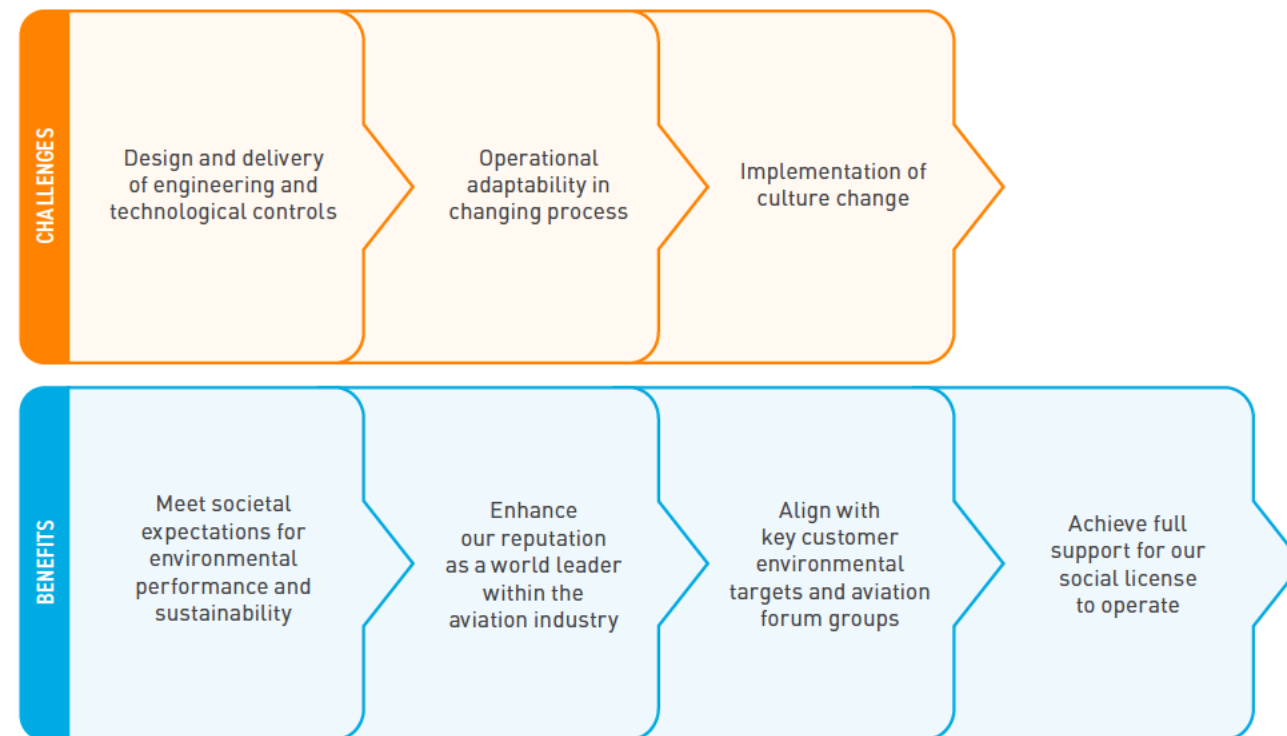 CHALLENGES
Design and delivery
of engineering and
technological controls
Operational
adaptability in
changing process
Implementation of
culture change
BENEFITS
Meet societal
expectations for
environmental
performance and
sustainability
Enhance
our reputation
as a world leader
within the
aviation industry
Align with
key customer
environmental
targets and aviation
forum groups
Achieve full
support for our
social license
to operate